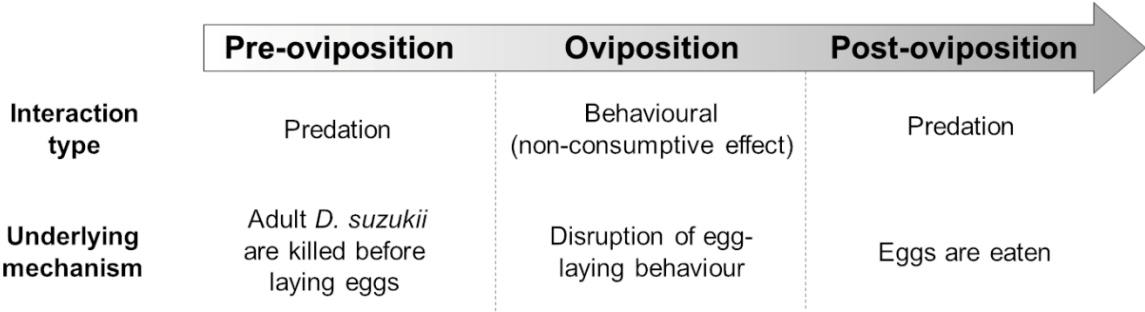 Pre-oviposition Oviposition Post-oviposition
Interaction
type
Predation
Behavioural
(non-consumptive effect)
Predation
Underlying
mechanism
Adult D. suzukii
are killed before
laying eggs
Disruption of egg-
laying behaviour
Eggs are eaten